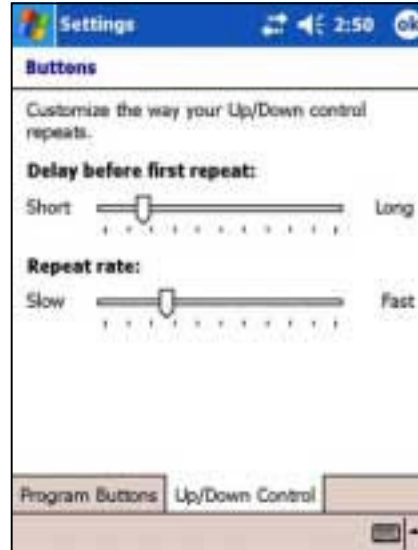 Settings 2:50 ok
Buttons
Customize the way your Up/Down control
repeats.
Delay before first repeat:
Short Long
Repeat rate:
Slow Fast
Program Buttons Up/Down Control